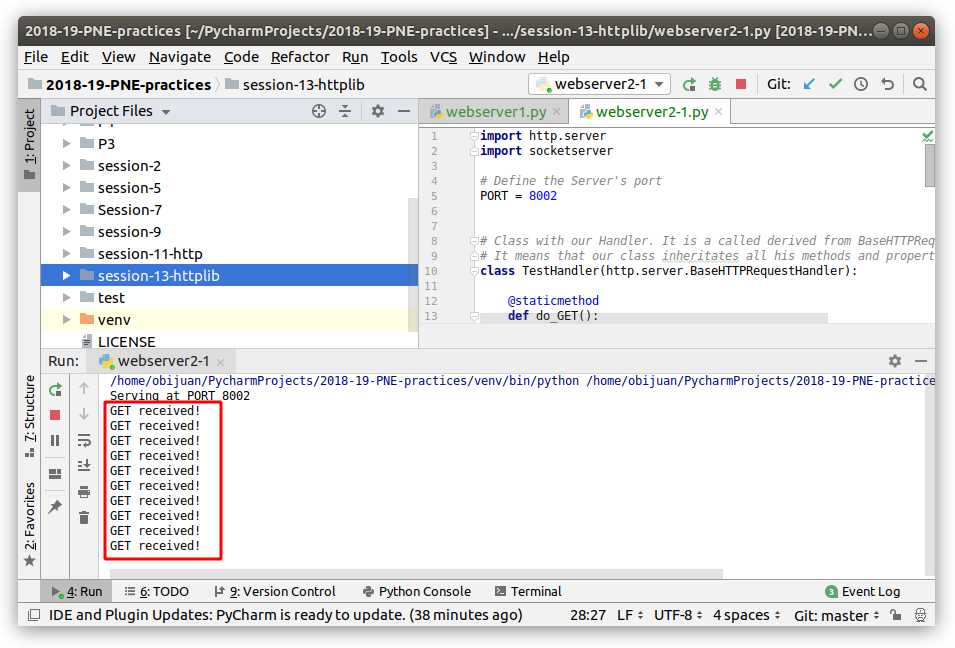 2018-19-PNE-practices [~/PycharmProjects/2018-19-PNE-practices] - .../session-13-httplib/webserver2-1.py [2018-19-PN...
File Edit View Navigate Code Refactor Run Tools VCS Window Help
2018-19-PNE-practices session-13-httplib webserver2-1 Git:
1: Project
Project Files
P3
session-2
session-5
Session-7
session-9
session-11-http
session-13-httplib
test
venv
LICENSE
webserver1.py webserver2-1.py
1 import http.server
2 import socketserver
3
4 # Define the Server's port
5 PORT = 8002
6
7
8 # Class with our Handler. It is a called derived from BaseHTTPReq
9 # It means that our class inheritates all his methods and propert
10 class TestHandler(http.server.BaseHTTPRequestHandler):
11
12 @staticmethod
13 def do_GET():
Run: webserver2-1
7: Structure
2: Favorites
/home/obijuan/PycharmProjects/2018-19-PNE-practices/venv/bin/python /home/obijuan/PycharmProjects/2018-19-PNE-practice
Serving at PORT 8002
GET received!
GET received!
GET received!
GET received!
GET received!
GET received!
GET received!
GET received!
GET received!
GET received!
4: Run 6: TODO 9: Version Control Python Console Terminal 3 Event Log
IDE and Plugin Updates: PyCharm is ready to update. (38 minutes ago) 28:27 LF UTF-8 4 spaces Git: master